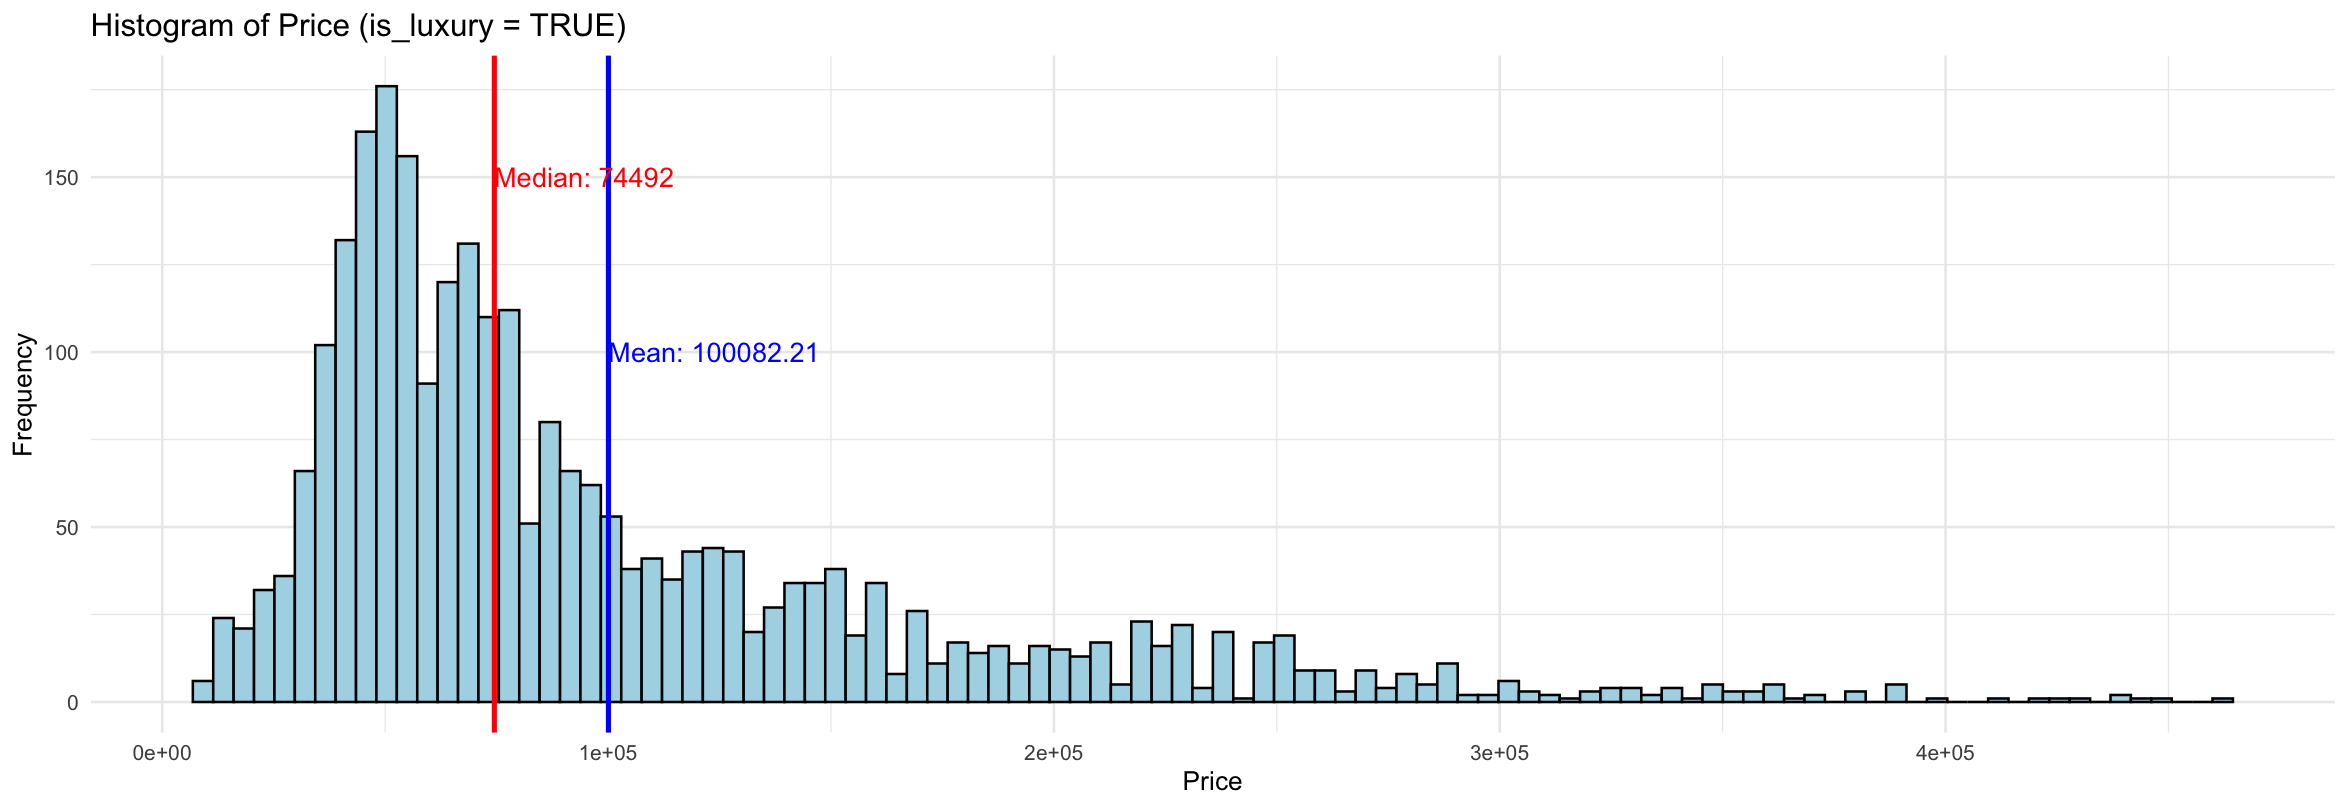 Histogram of Price (is_luxury = TRUE)
Frequency
150
100
50
0
Median: 74492
Mean: 100082.21
0e+00
1e+05
2e+05
3e+05
4e+05
Price